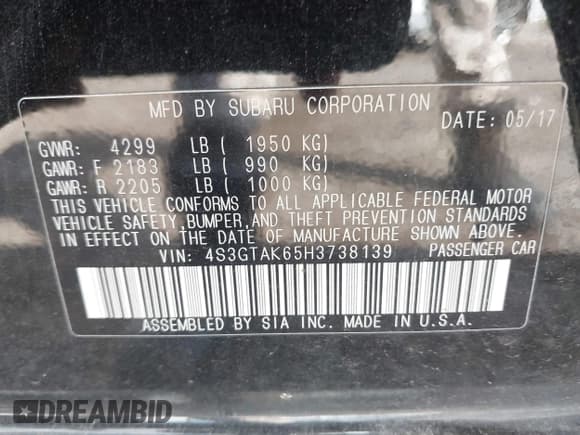 MFD BY SUBARU CORPORATION
DATE: 05/17
GVWR: 4299 LB ( 1950 KG)
GAWR: F 2183 LB ( 990 KG)
GAWR: R 2205 LB ( 1000 KG)
THIS VEHICLE CONFORMS TO ALL APPLICABLE FEDERAL MOTOR
VEHICLE SAFETY,BUMPER,AND THEFT PREVENTION STANDARDS
IN EFFECT ON THE DATE OF MANUFACTURE SHOWN ABOVE.
VIN: 4S3GTAK65H3738139 PASSENGER CAR
ASSEMBLED BY SIA INC. MADE IN U.S.A.
DREAMBID